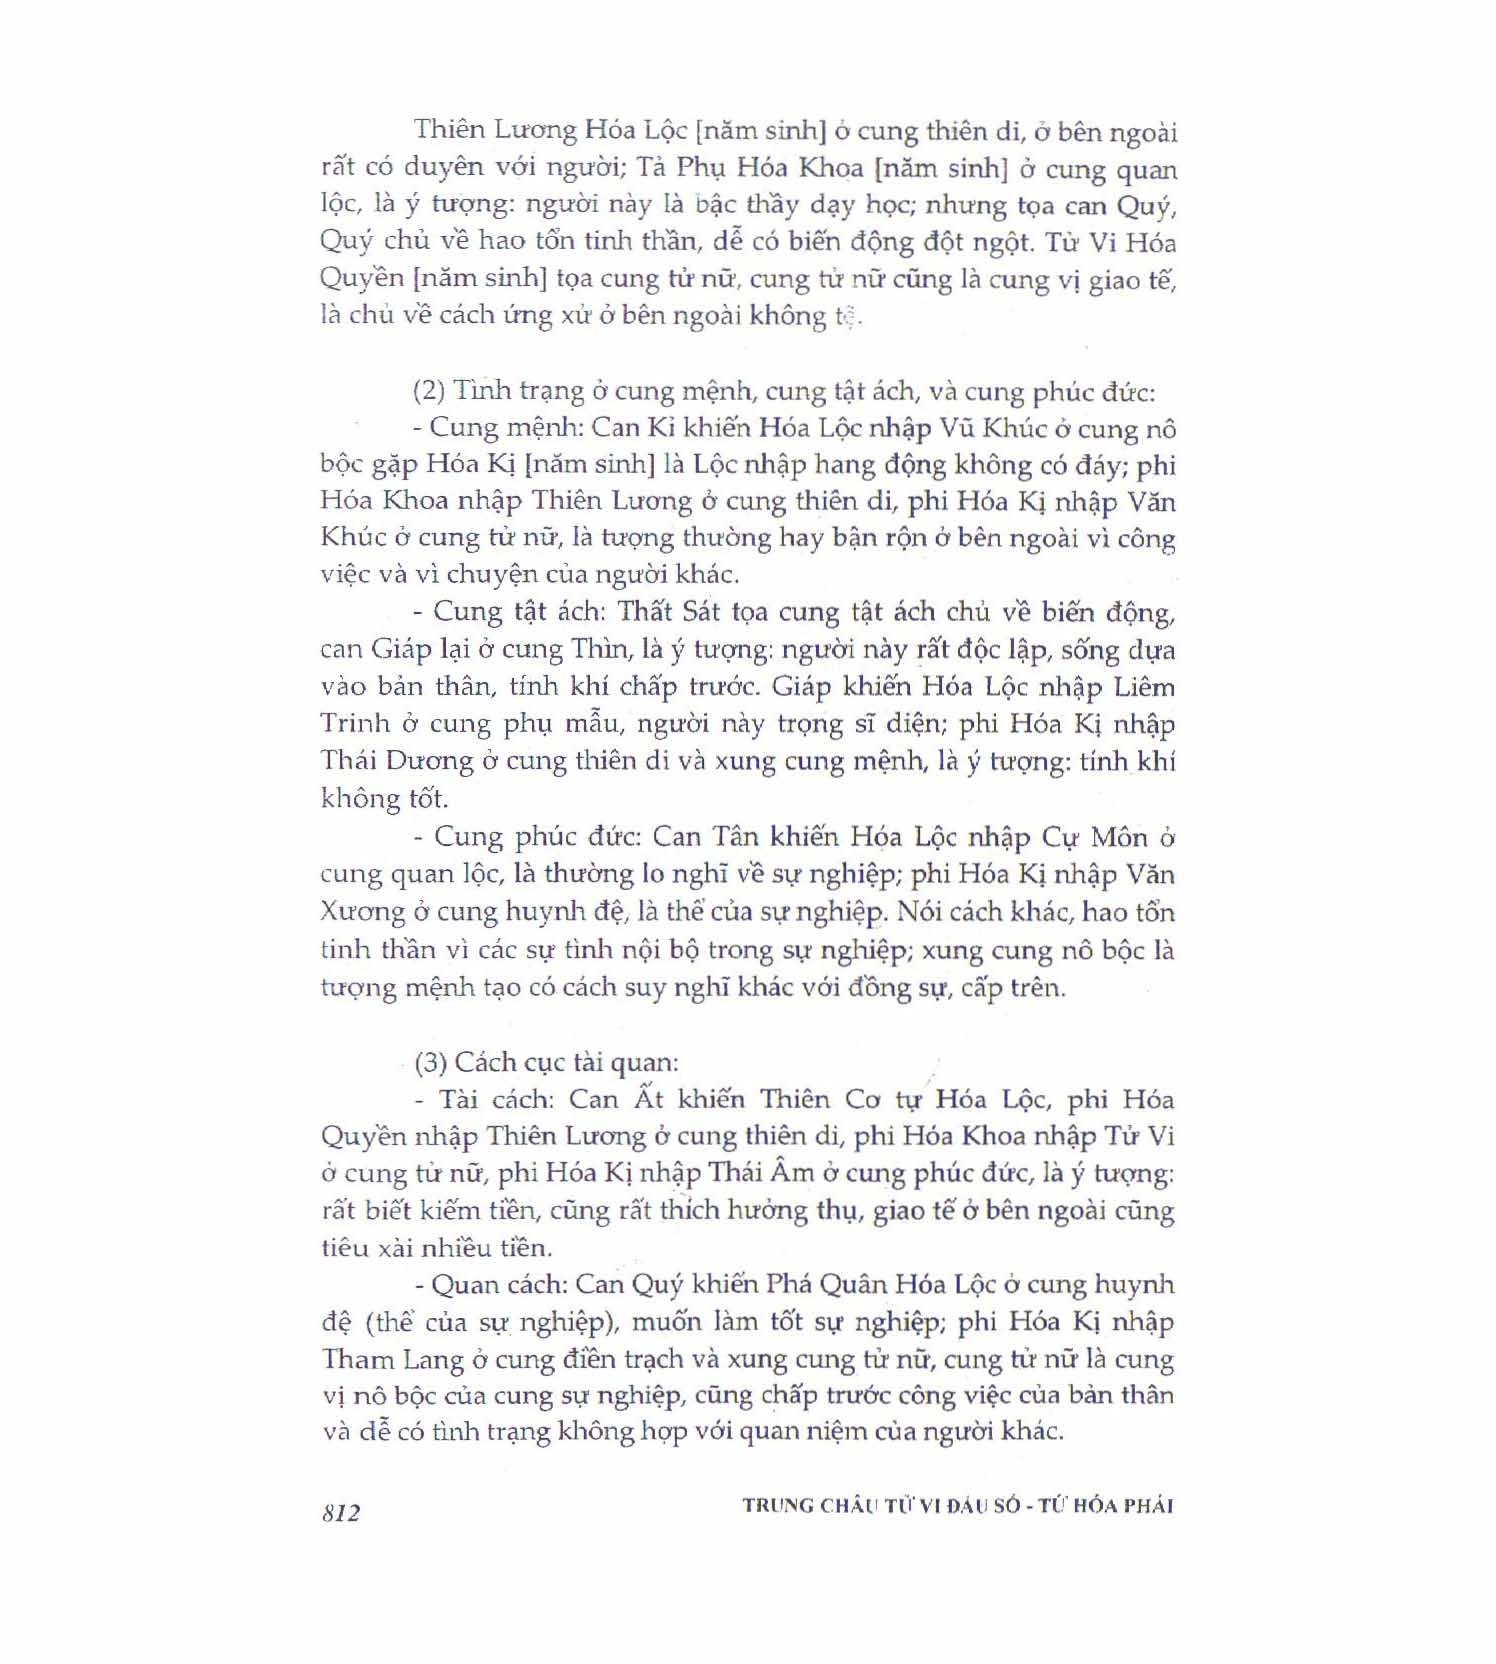 Thiên Lương Hóa Lộc [năm sinh] ở cung thiên di, ở bên ngoài
rất có duyên với người; Tả Phụ Hóa Khoa [năm sinh] ở cung quan
lộc, là ý tượng: người này là bậc thầy dạy học; nhưng tọa can Quý,
Quý chủ về hao tổn tinh thần, dễ có biến động đột ngột. Tử Vi Hóa
Quyền [năm sinh] tọa cung tử nữ, cung tử nữ cũng là cung vị giao tế,
là chủ về cách ứng xử ở bên ngoài không tệ.
(2) Tình trạng ở cung mệnh, cung tật ách, và cung phúc đức:
- Cung mệnh: Can Kỉ khiến Hóa Lộc nhập Vũ Khúc ở cung nô
bộc gặp Hóa Kị [năm sinh] là Lộc nhập hang động không có đáy; phi
Hóa Khoa nhập Thiên Lương ở cung thiên di, phi Hóa Kị nhập Văn
Khúc ở cung tử nữ, là tượng thường hay bận rộn ở bên ngoài vì công
việc và vì chuyện của người khác.
- Cung tật ách: Thất Sát tọa cung tật ách chủ về biến động,
can Giáp lại ở cung Thìn, là ý tượng: người này rất độc lập, sống dựa
vào bản thân, tính khí chấp trước. Giáp khiến Hóa Lộc nhập Liêm
Trinh ở cung phụ mẫu, người này trọng sĩ diện; phi Hóa Kị nhập
Thái Dương ở cung thiên di và xung cung mệnh, là ý tượng: tính khí
không tốt.
- Cung phúc đức: Can Tân khiến Hóa Lộc nhập Cự Môn ở
cung quan lộc, là thường lo nghĩ về sự nghiệp; phi Hóa Kị nhập Văn
Xương ở cung huynh đệ, là thể của sự nghiệp. Nói cách khác, hao tổn
tinh thần vì các sự tình nội bộ trong sự nghiệp; xung cung nô bộc là
tượng mệnh tạo có cách suy nghĩ khác với đồng sự, cấp trên.
(3) Cách cục tài quan:
- Tài cách: Can Ất khiến Thiên Cơ tự Hóa Lộc, phi Hóa
Quyền nhập Thiên Lương ở cung thiên di, phi Hóa Khoa nhập Tử Vi
ở cung tử nữ, phi Hóa Kị nhập Thái Âm ở cung phúc đức, là ý tượng:
rất biết kiếm tiền, cũng rất thích hưởng thụ, giao tế ở bên ngoài cũng
tiêu xài nhiều tiền.
- Quan cách: Can Quý khiến Phá Quân Hóa Lộc ở cung huynh
đệ (thể của sự nghiệp), muốn làm tốt sự nghiệp; phi Hóa Kị nhập
Tham Lang ở cung điền trạch và xung cung tử nữ, cung tử nữ là cung
vị nô bộc của cung sự nghiệp, cũng chấp trước công việc của bản thân
và dễ có tình trạng không hợp với quan niệm của người khác.
812
TRUNG CHÂU TỬ VI ĐẨU SỐ - TỨ HÓA PHÁI